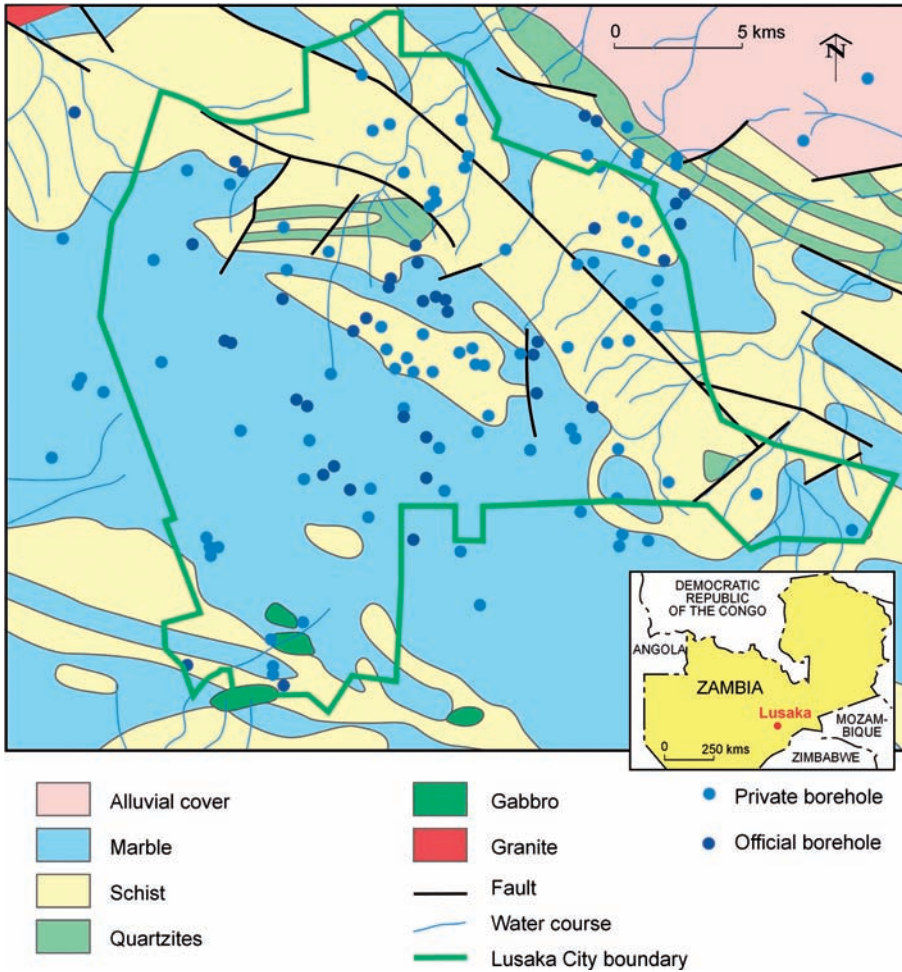 0 5 kms
N
DEMOCRATIC
REPUBLIC
OF THE CONGO
ANGOLA
ZAMBIA
Lusaka
MOZAM-
BIQUE
0 250 kms
ZIMBABWE
Alluvial cover
Marble
Schist
Quartzites
Gabbro
Granite
Fault
Water course
Lusaka City boundary
Private borehole
Official borehole